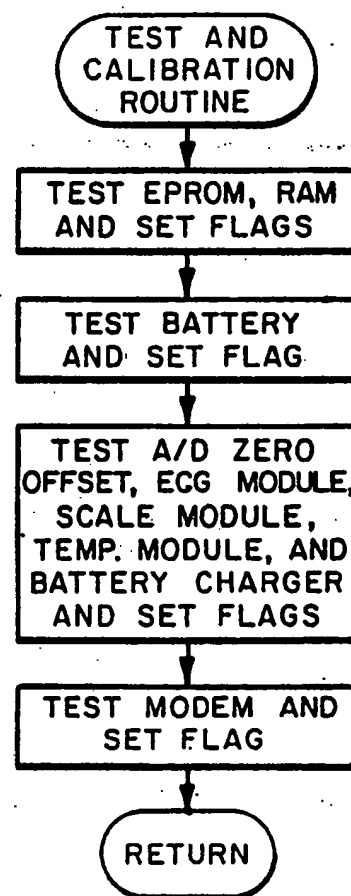 TEST AND
CALIBRATION
ROUTINE
TEST EPROM, RAM
AND SET FLAGS
TEST BATTERY
AND SET FLAG
TEST A/D ZERO
OFFSET, ECG MODULE,
SCALE MODULE,
TEMP. MODULE, AND
BATTERY CHARGER
AND SET FLAGS
TEST MODEM AND
SET FLAG
RETURN